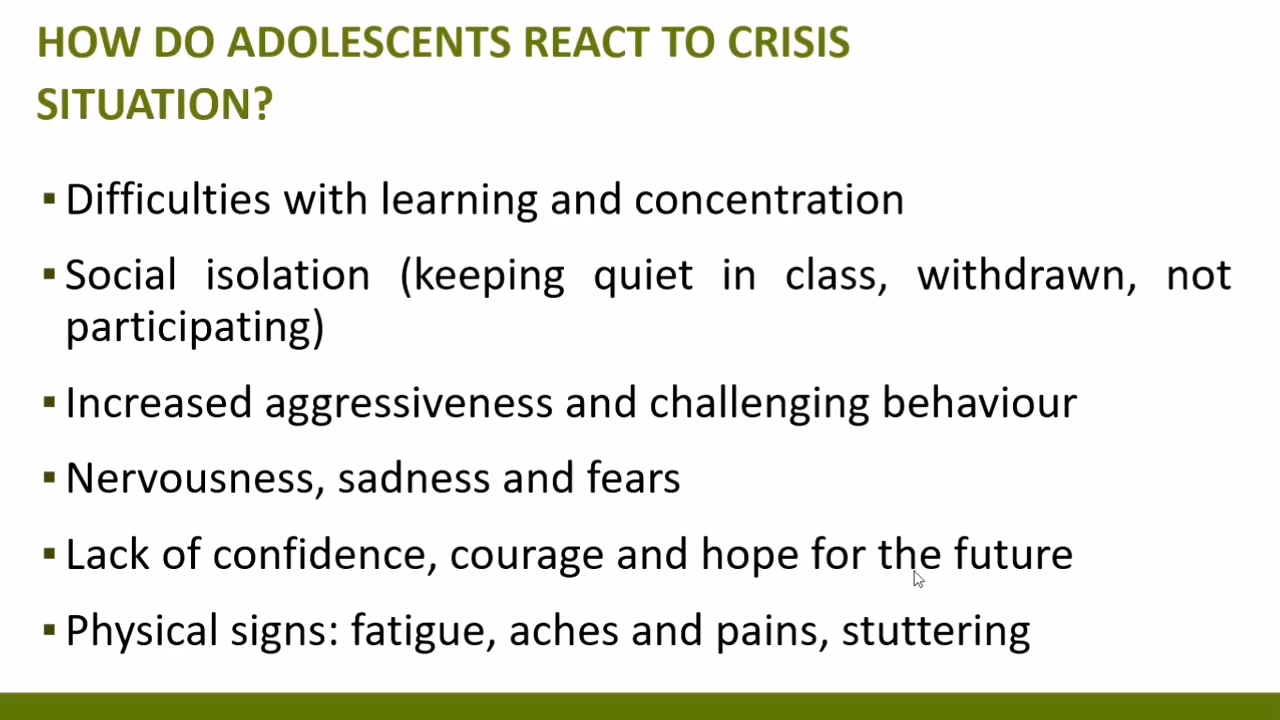 HOW DO ADOLESCENTS REACT TO CRISIS
SITUATION?
▪ Difficulties with learning and concentration
▪ Social isolation (keeping quiet in class, withdrawn, not
participating)
▪ Increased aggressiveness and challenging behaviour
▪ Nervousness, sadness and fears
▪ Lack of confidence, courage and hope for the future
▪ Physical signs: fatigue, aches and pains, stuttering